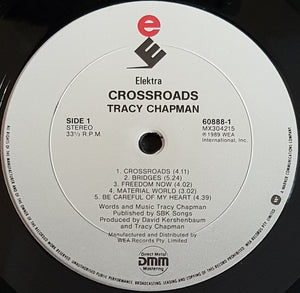 Elektra
CROSSROADS
TRACY CHAPMAN
SIDE 1
STEREO
33⅓ R.P.M.
60888-1
MX304215
℗ 1989 WEA
International, Inc.
1. CROSSROADS (4.11)
2. BRIDGES (5.24)
3. FREEDOM NOW (4.02)
4. MATERIAL WORLD (3.02)
5. BE CAREFUL OF MY HEART (4.39)
Words and Music Tracy Chapman
Published by SBK Songs
Produced by David Kershenbaum
and Tracy Chapman
Manufactured and Distributed by
WEA Records Pty. Limited
Direct Metal
DMM
Mastering